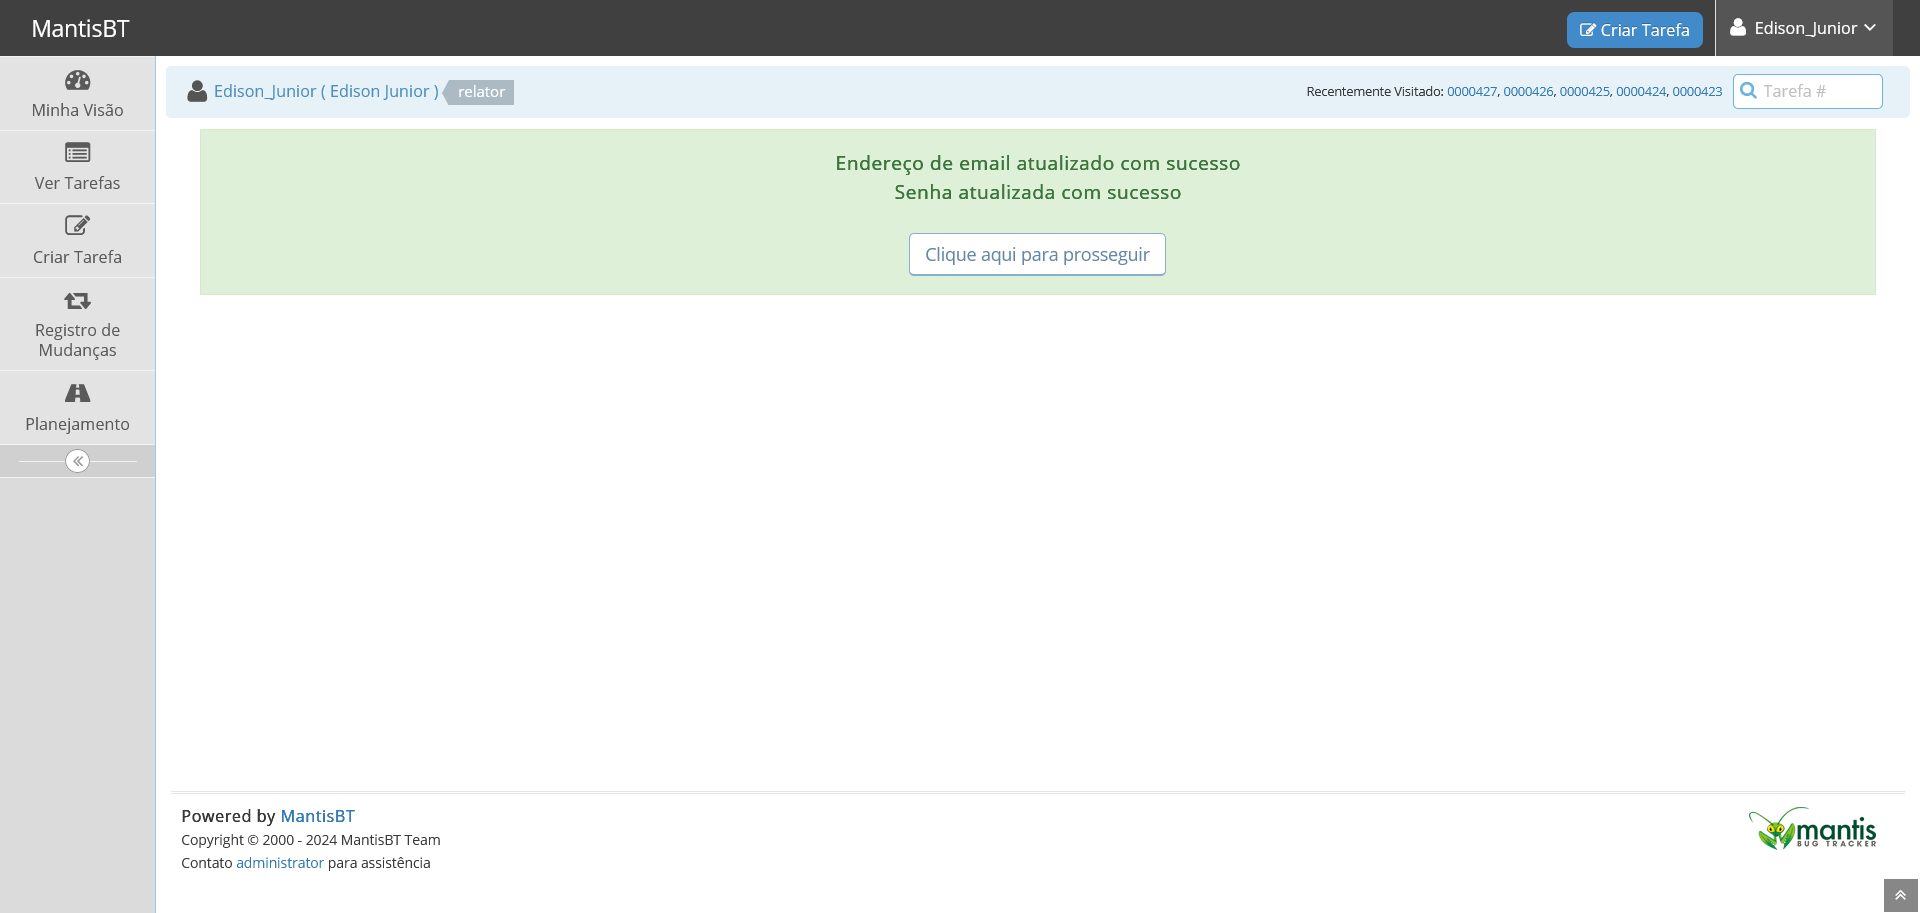 MantisBT
Criar Tarefa
Edison_Junior
Minha Visão
Ver Tarefas
Criar Tarefa
Registro de
Mudanças
Planejamento
Edison_Junior ( Edison Junior ) relator
Recentemente Visitado: 0000427, 0000426, 0000425, 0000424, 0000423
Tarefa #
Endereço de email atualizado com sucesso
Senha atualizada com sucesso
Clique aqui para prosseguir
Powered by MantisBT
Copyright © 2000 - 2024 MantisBT Team
Contato administrator para assistência
mantis
BUG TRACKER